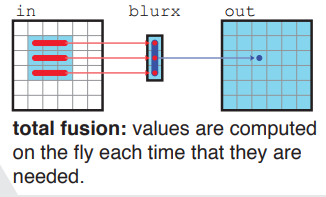 in blurx out
total fusion: values are computed
on the fly each time that they are
needed.